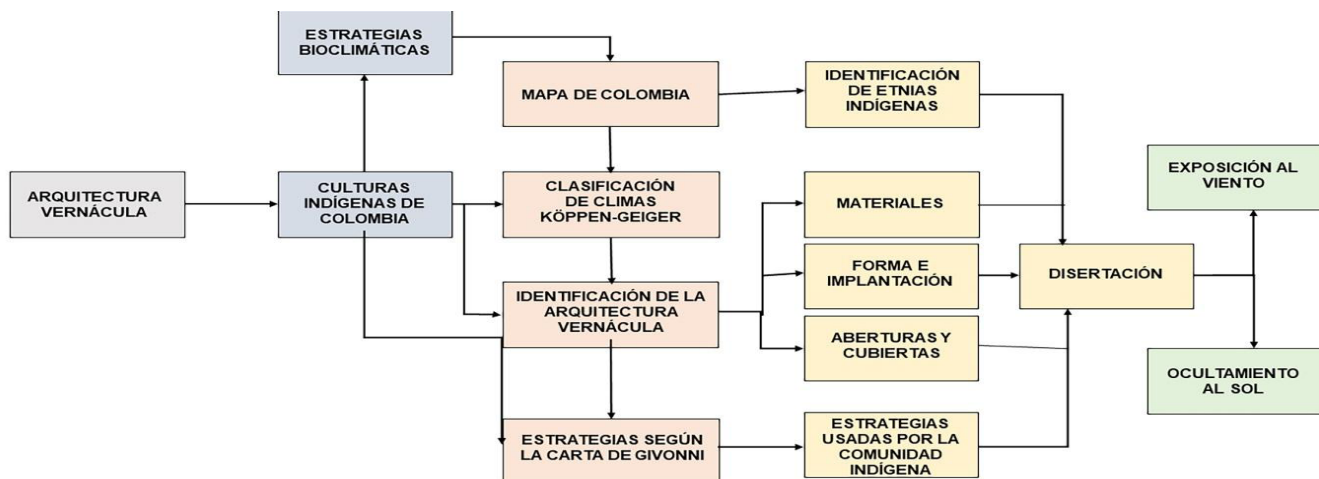 ESTRATEGIAS
BIOCLIMÁTICAS
MAPA DE COLOMBIA
IDENTIFICACIÓN
DE ETNIAS
INDÍGENAS
ARQUITECTURA
VERNÁCULA
CULTURAS
INDÍGENAS DE
COLOMBIA
CLASIFICACIÓN
DE CLIMAS
KÖPPEN-GEIGER
MATERIALES
EXPOSICIÓN AL
VIENTO
IDENTIFICACIÓN DE LA
ARQUITECTURA
VERNÁCULA
FORMA E
IMPLANTACIÓN
DISERTACIÓN
ABERTURAS Y
CUBIERTAS
OCULTAMIENTO
AL SOL
ESTRATEGIAS SEGÚN
LA CARTA DE GIVONNI
ESTRATEGIAS
USADAS POR LA
COMUNIDAD
INDÍGENA